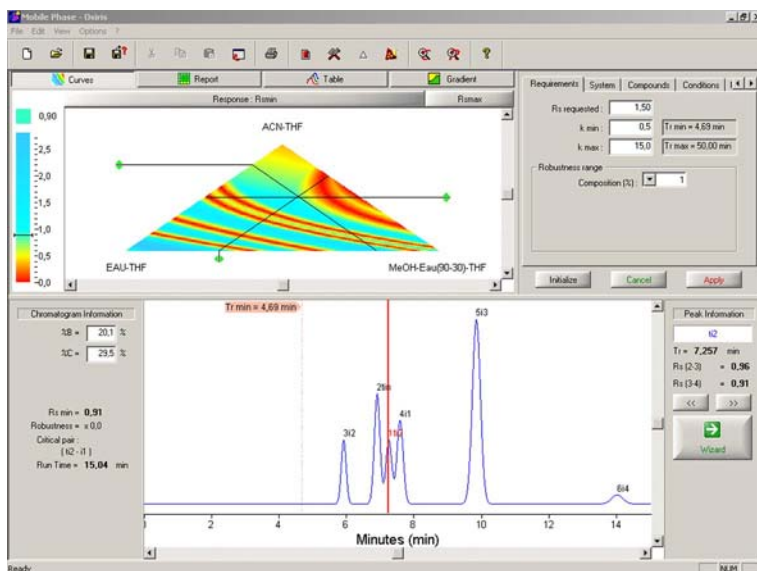 Mobile Phase - Osiris
File Edit View Options ?
Curves Report Table Gradient
Response : Rsmin Rsmax
0,90
2,5
2,0
1,5
1,0
0,5
0,0
ACN-THF
EAU-THF
MeOH-Eau(90-30)-THF
Requirements System Compounds Conditions
Rs requested : 1,50
k min : 0,5 Tr min = 4,69 min
k max : 15,0 Tr max = 50,00 min
Robustness range
Composition (%) : 1
Initialize Cancel Apply
Chromatogram Information
%B = 20,1 %
%C = 29,5 %
Rs min = 0,91
Robustness = x 0,0
Critical pair :
( ti2 - i1 )
Run Time = 15,04 min
Tr min = 4,69 min
3i2
2tin
1ti2
4i1
5i3
6i4
0 2 4 6 8 10 12 14
Minutes (min)
Peak Information
ti2
Tr = 7,257 min
Rs (2-3) = 0,96
Rs (3-4) = 0,91
<< >>
Wizard
Ready
NUM